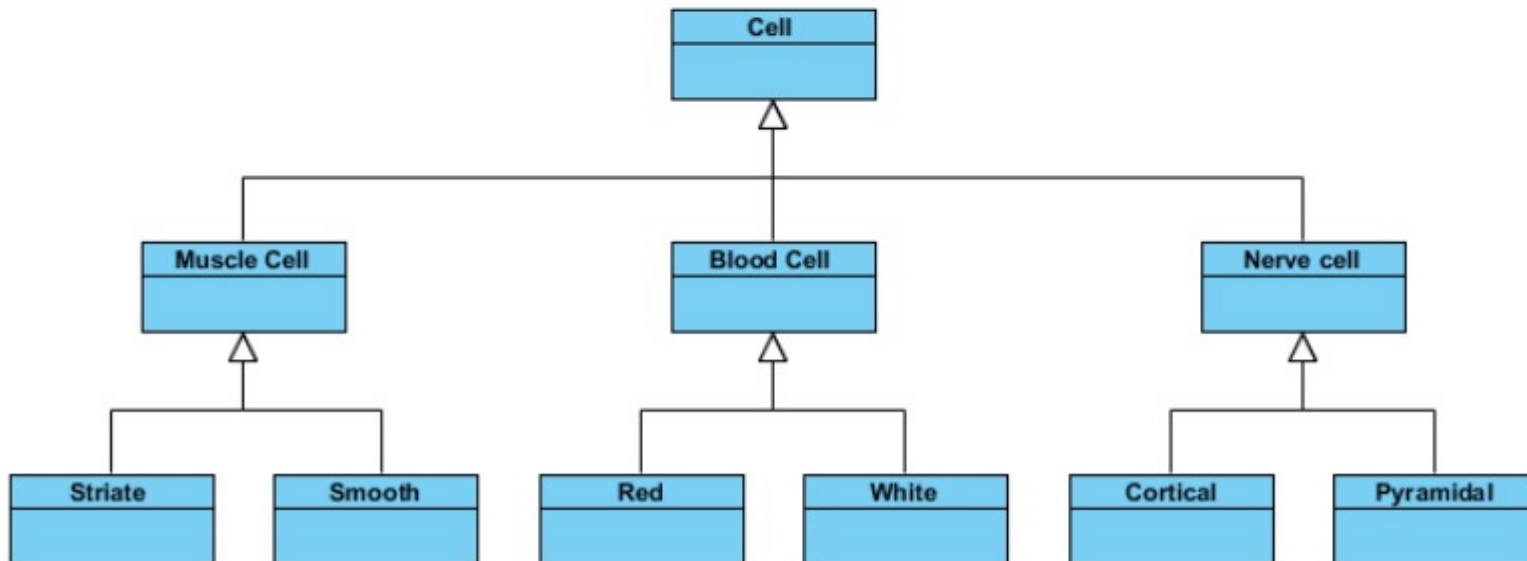 Cell
Muscle Cell
Blood Cell
Nerve cell
Striate
Smooth
Red
White
Cortical
Pyramidal